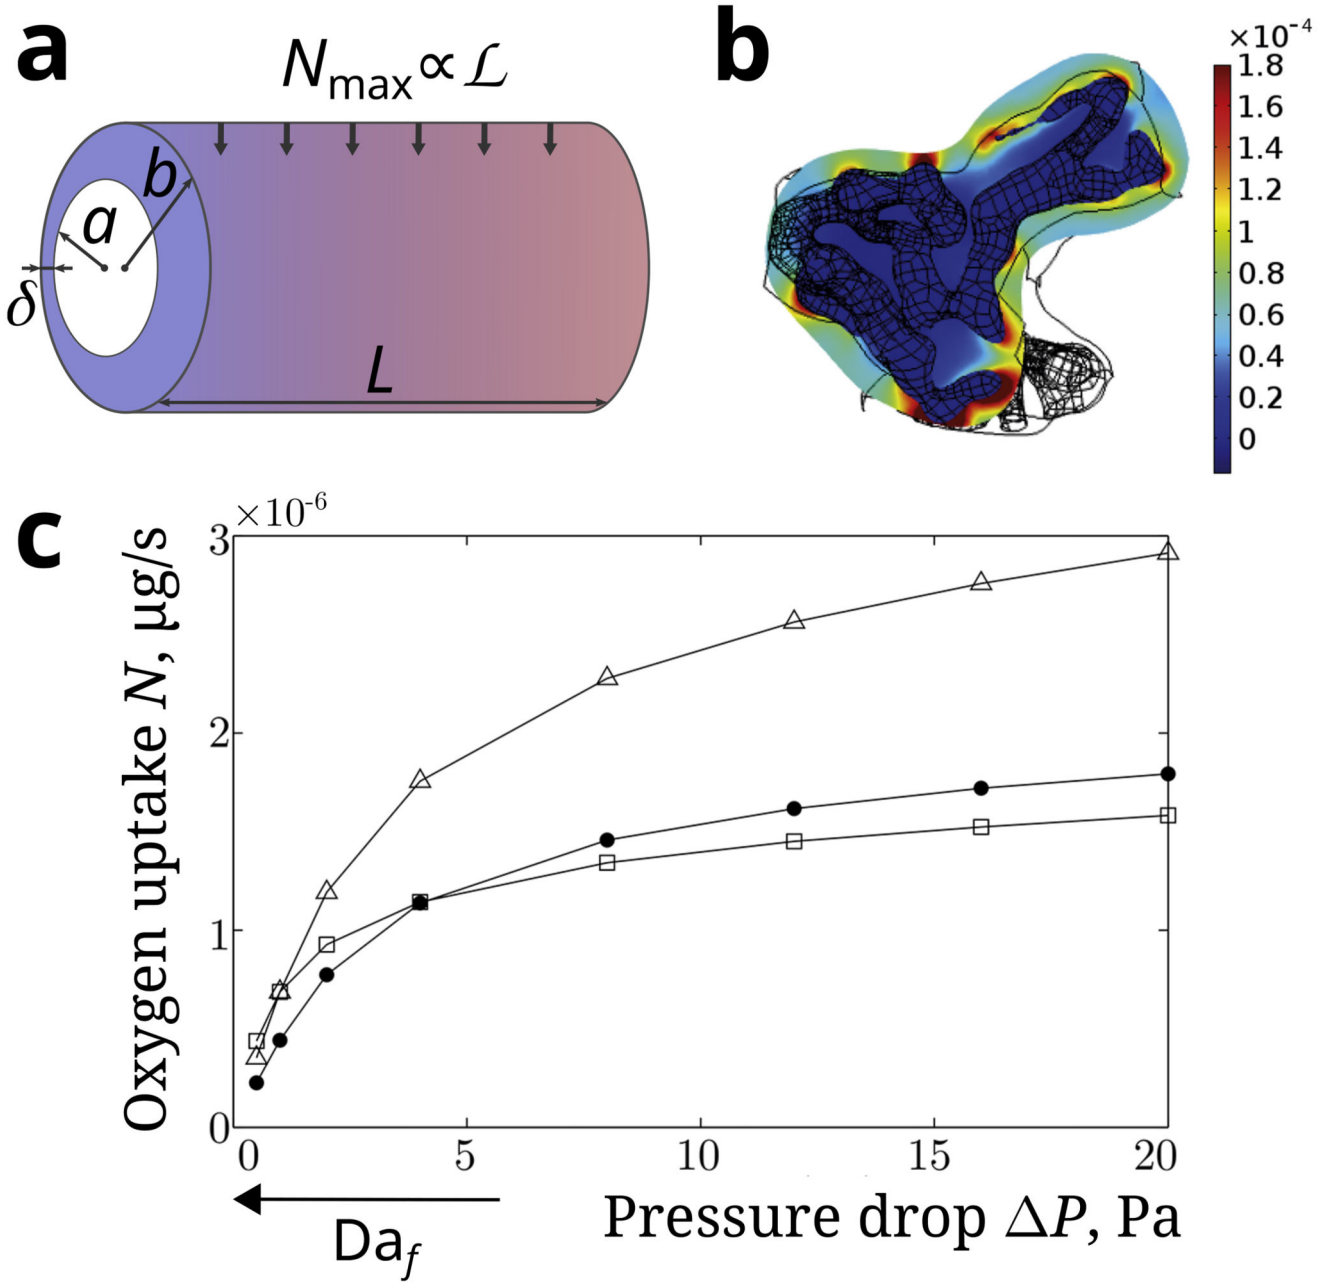 a
N_max ∝ ℒ
b
a
δ
L
b
×10⁻⁴
1.8
1.6
1.4
1.2
1
0.8
0.6
0.4
0.2
0
c
×10⁻⁶
3
2
1
0
Oxygen uptake N, µg/s
0 5 10 15 20
Pressure drop ΔP, Pa
Da_f